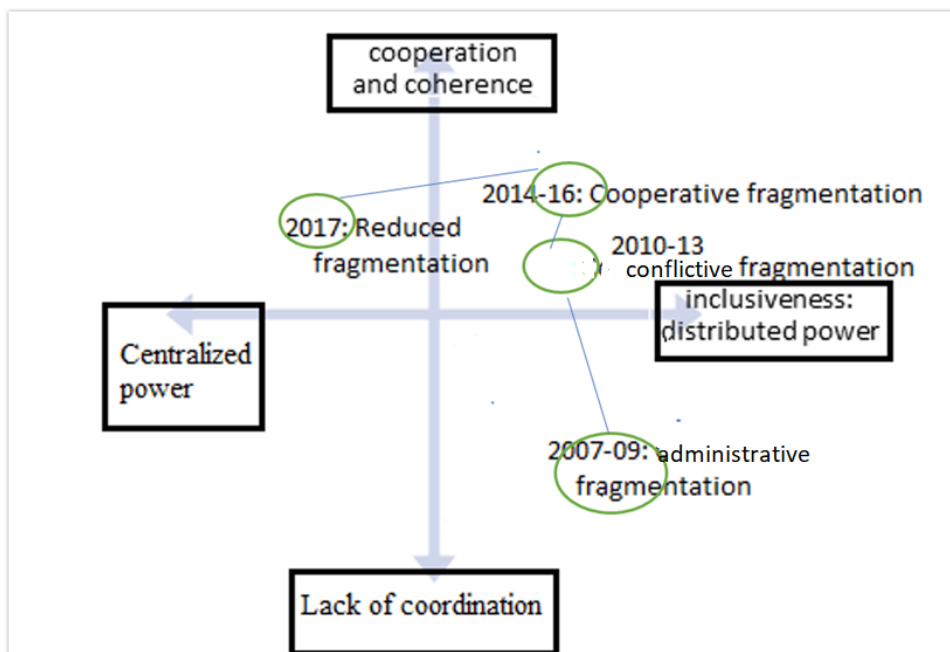 cooperation
and coherence
2014-16: Cooperative fragmentation
2017: Reduced
fragmentation
2010-13
conflictive fragmentation
inclusiveness:
distributed power
Centralized
power
2007-09: administrative
fragmentation
Lack of coordination